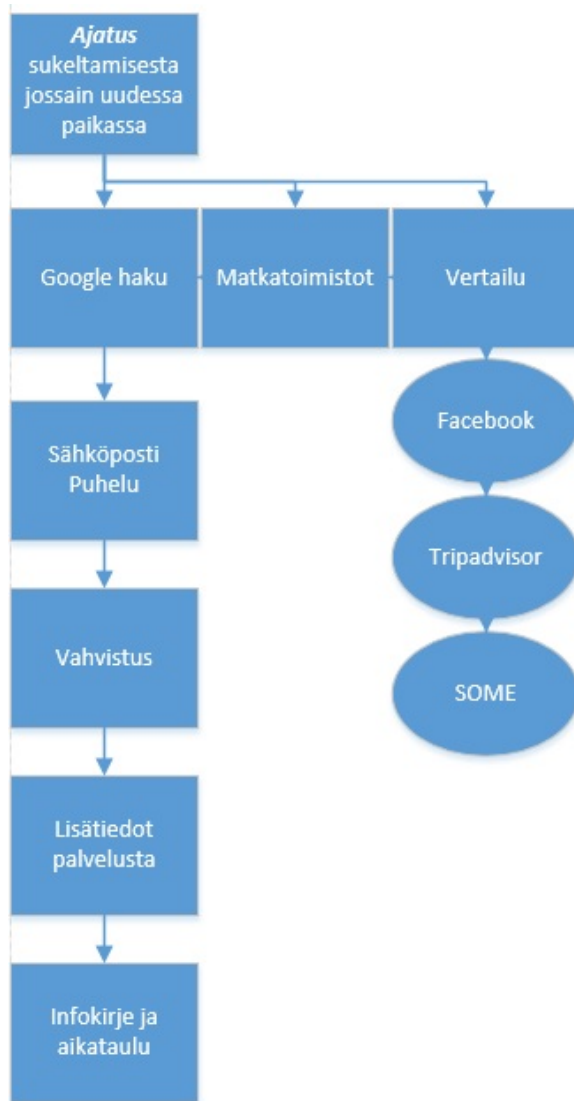 Ajatus
sukeltamisesta
jossain uudessa
paikassa
Google haku
Matkatoimistot
Vertailu
Facebook
Sähköposti
Puhelu
Tripadvisor
Vahvistus
SOME
Lisätiedot
palvelusta
Infokirje ja
aikataulu